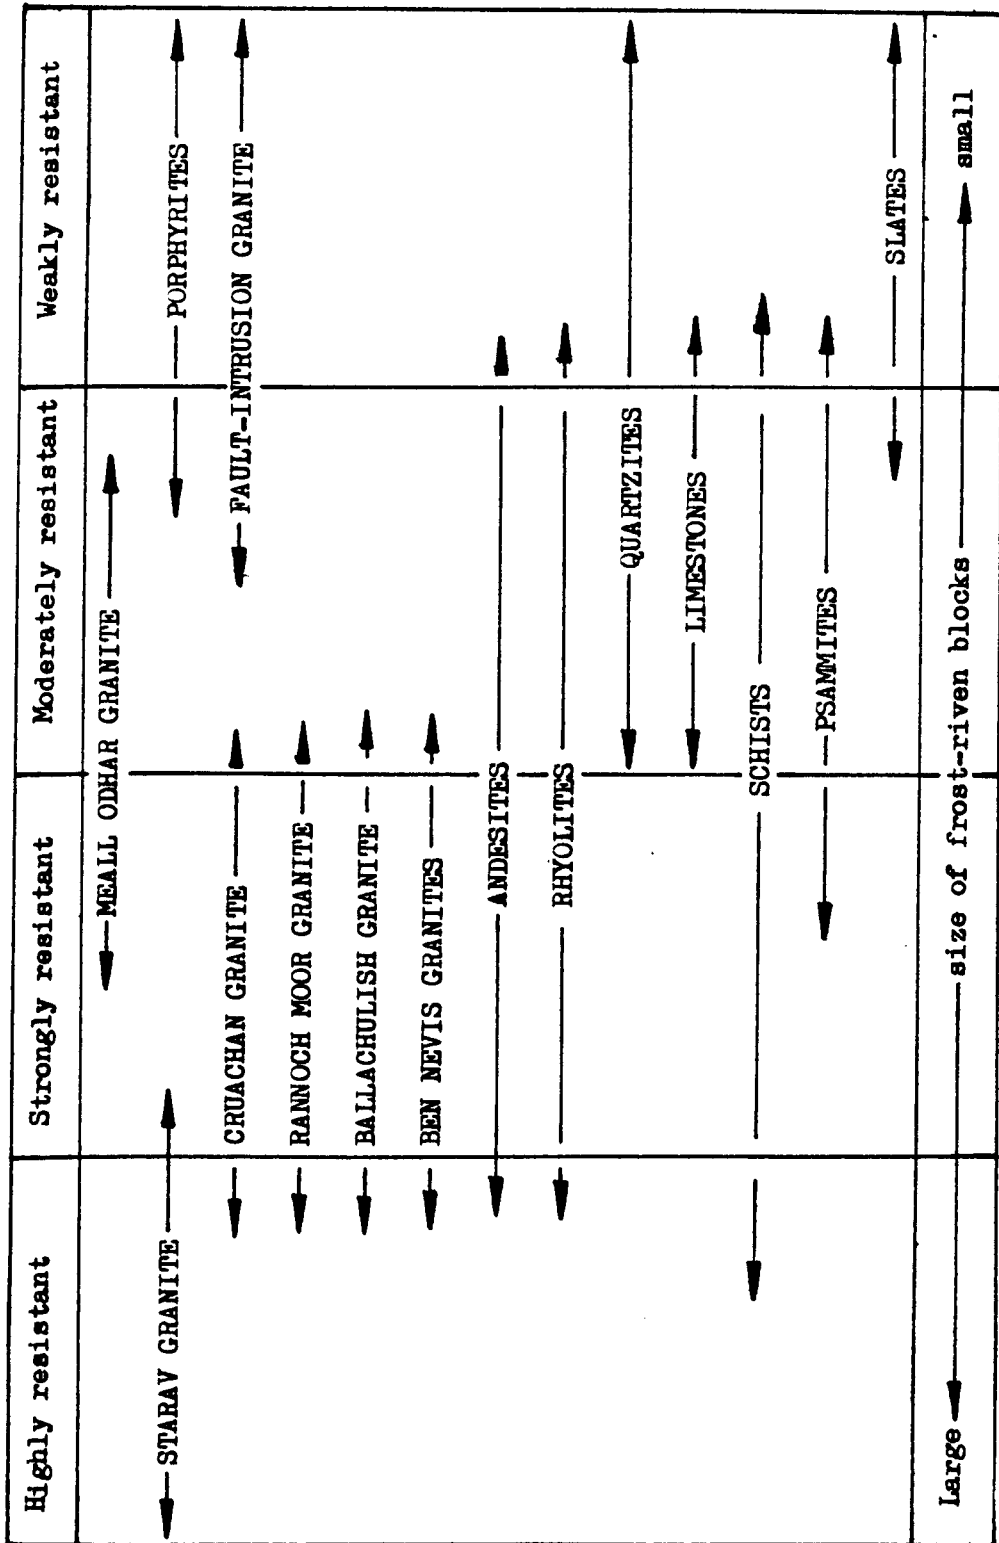 Highly resistant
Strongly resistant
Moderately resistant
Weakly resistant
MEALL ODHAR GRANITE
STARAV GRANITE
PORPHYRITES
CRUACHAN GRANITE
FAULT-INTRUSION GRANITE
RANNOCH MOOR GRANITE
BALLACHULISH GRANITE
BEN NEVIS GRANITES
ANDESITES
RHYOLITES
QUARTZITES
LIMESTONES
SCHISTS
PSAMMITES
SLATES
Large
size of frost-riven blocks
small